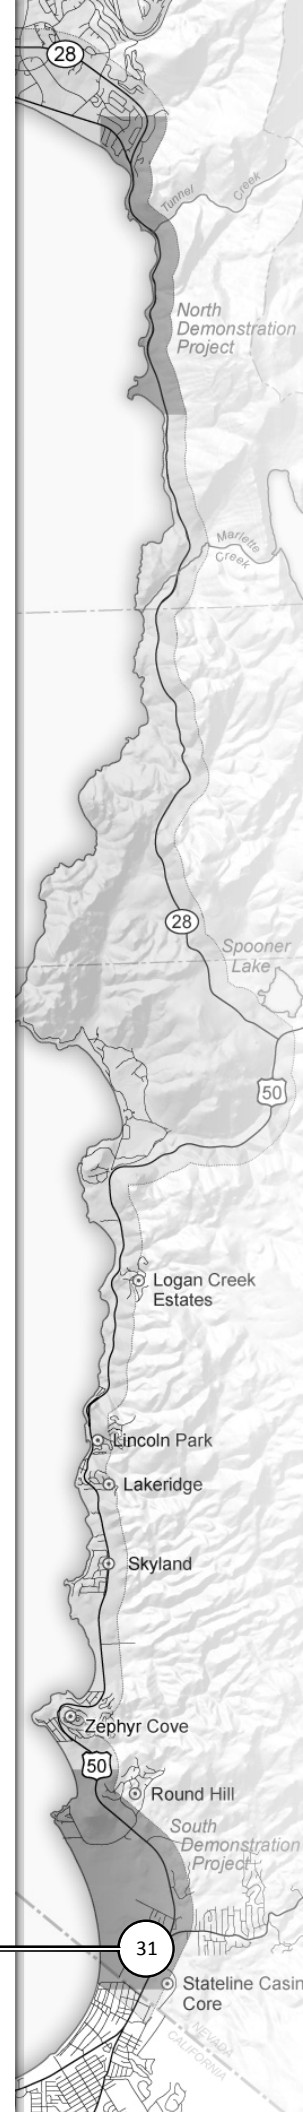 28
Tunnel
Creek
North
Demonstration
Project
Marlette
Creek
28
Spooner
Lake
50
Logan Creek
Estates
Lincoln Park
Lakeridge
Skyland
Zephyr Cove
50
Round Hill
South
Demonstration
Project
31
Stateline Casin
Core
NEVADA
CALIFORNIA